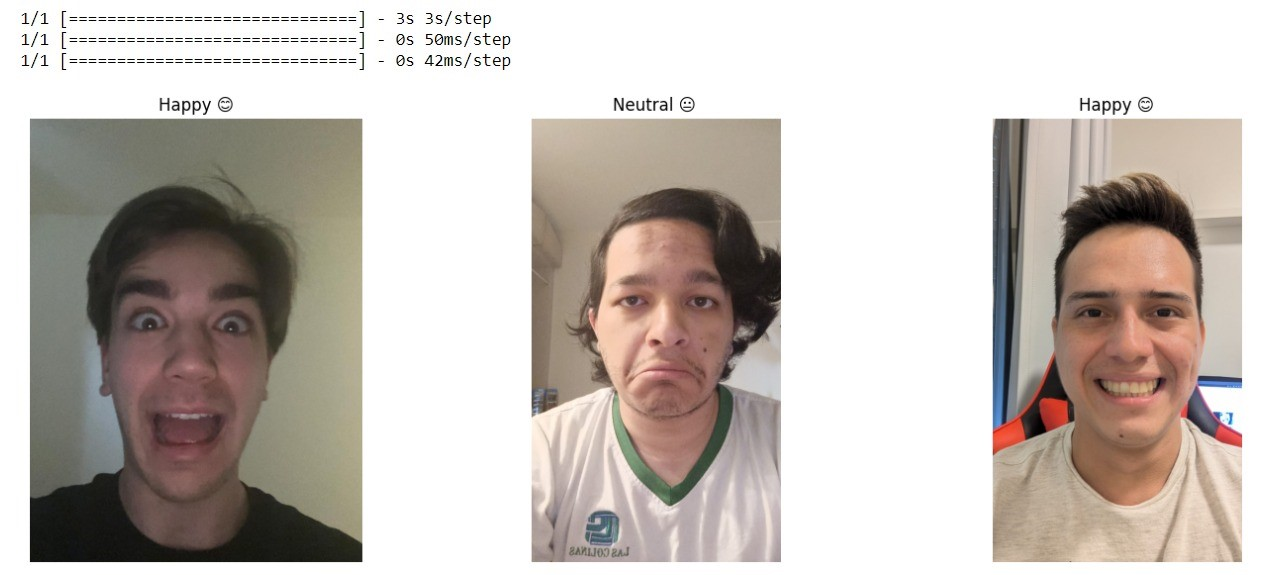 1/1 [==============================] - 3s 3s/step
1/1 [==============================] - 0s 50ms/step
1/1 [==============================] - 0s 42ms/step
Happy 😊
Neutral 😐
Happy 😊
LAS COLINAS